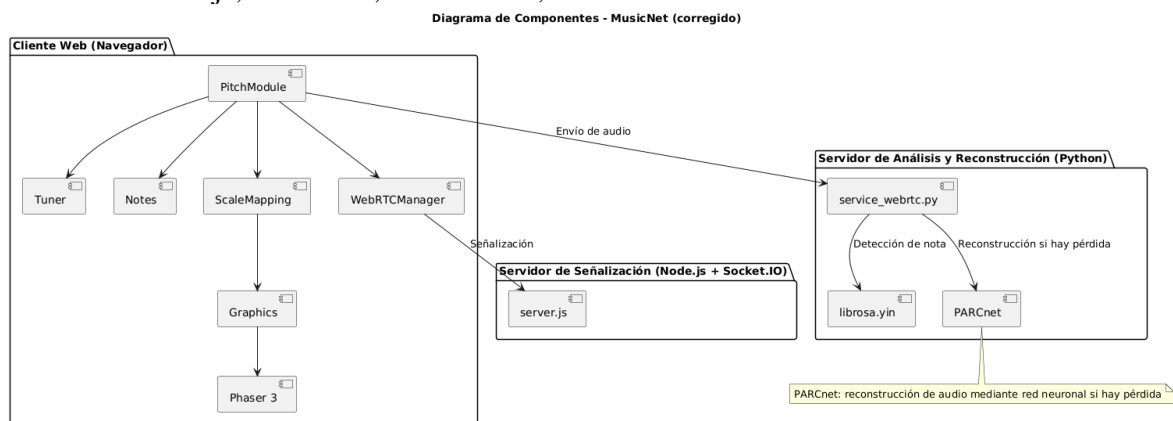 Diagrama de Componentes - MusicNet (corregido)
Cliente Web (Navegador)
PitchModule
Envío de audio
Servidor de Análisis y Reconstrucción (Python)
Tuner
Notes
ScaleMapping
WebRTCManager
service_webrtc.py
Señalización
Detección de nota
Reconstrucción si hay pérdida
Servidor de Señalización (Node.js + Socket.IO)
Graphics
server.js
librosa.yin
PARCnet
Phaser 3
PARCnet: reconstrucción de audio mediante red neuronal si hay pérdida